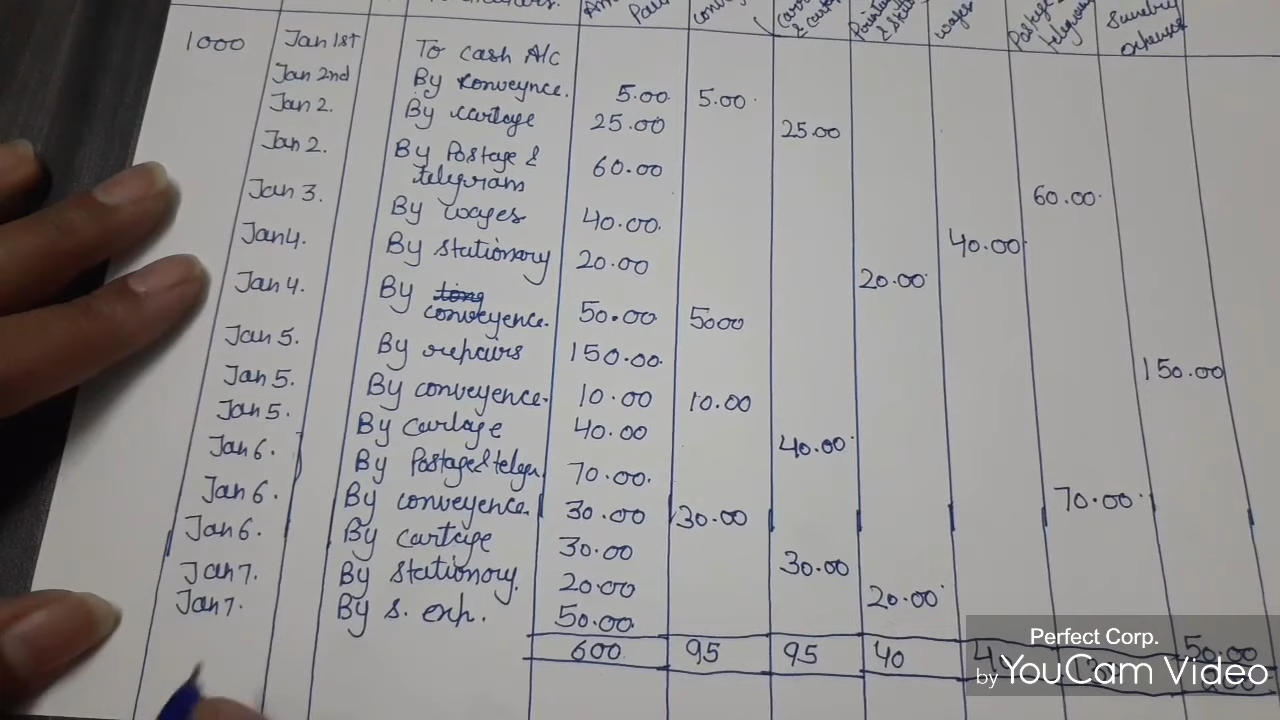 Paid
1000 Jan 1st To cash A/C
Jan 2nd By Conveynce. 5.00 5.00
Jan 2. By cartage 25.00 25.00
Jan 2. By Postage &
telegram 60.00 60.00
Jan 3. By wages 40.00 40.00
Jan 4. By stationary 20.00 20.00
Jan 4. By conveyence. 50.00 5000
Jan 5. By repairs 150.00 150.00
Jan 5. By conveyence. 10.00 10.00
Jan 5. By cartage 40.00 40.00
Jan 6. By Postage & telegr. 70.00 70.00
Jan 6. By conveyence. 30.00 30.00
Jan 6. By cartage 30.00 30.00
Jan 7. By stationory. 20.00 20.00
Jan 7. By S. exp. 50.00 50.00
600 95 95 40
Perfect Corp.
by YouCam Video